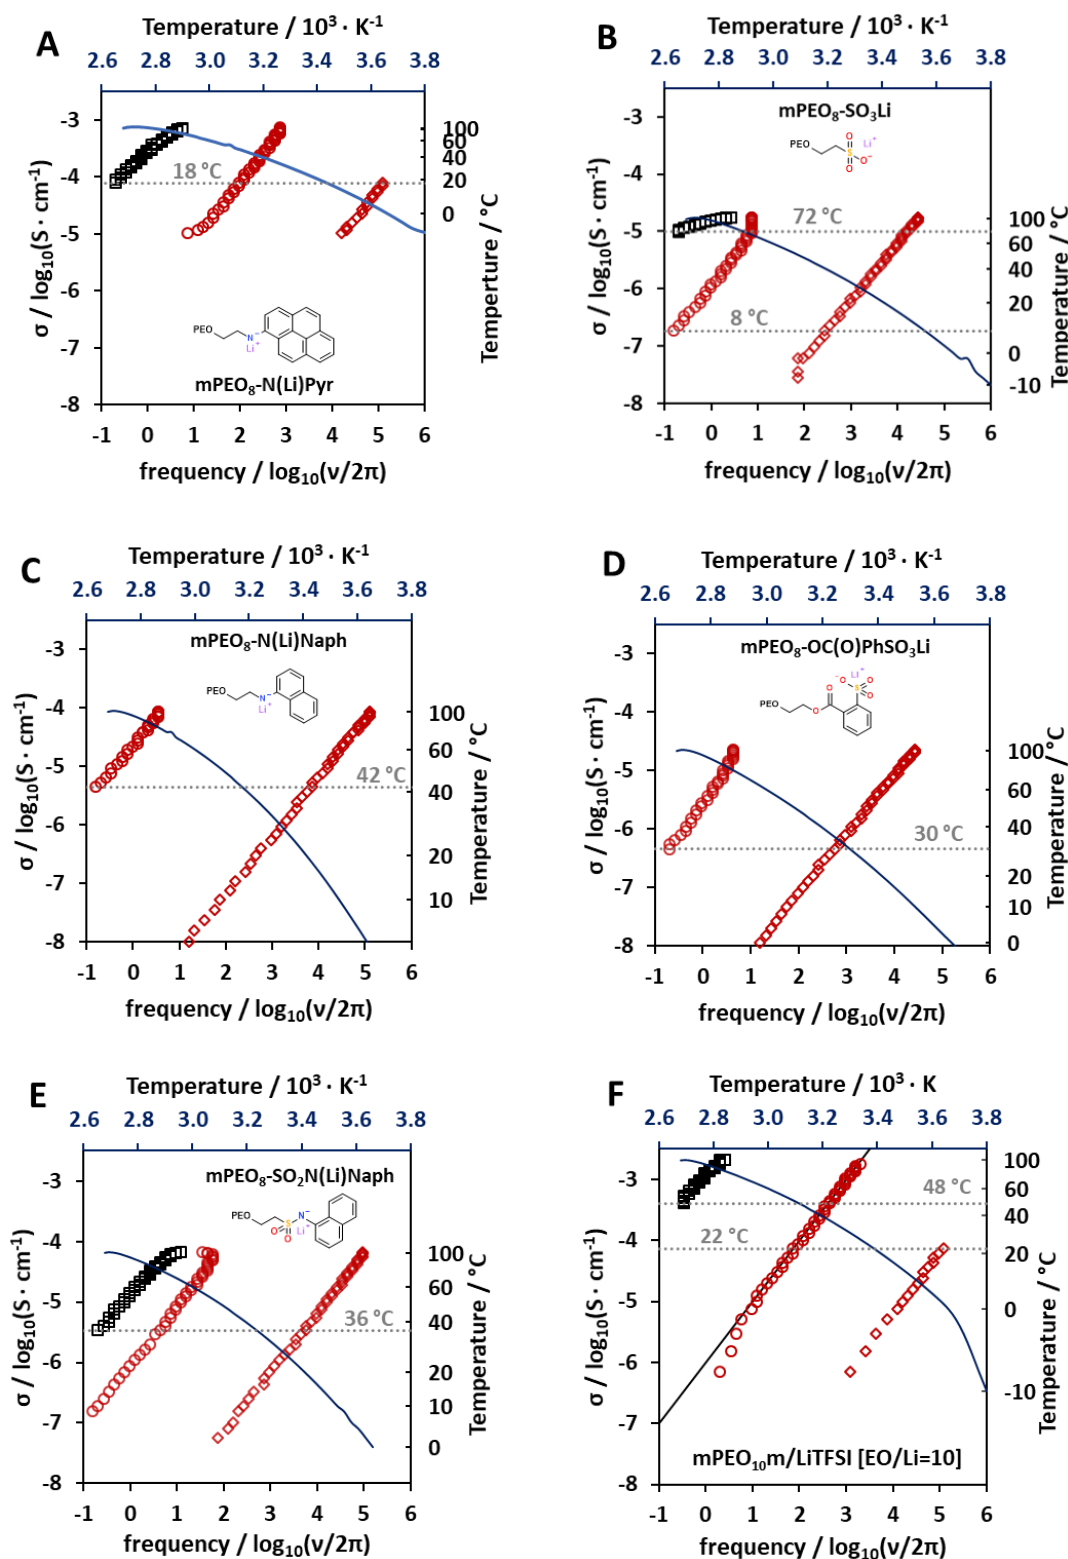 A
Temperature / 10³ · K⁻¹
2.6 2.8 3.0 3.2 3.4 3.6 3.8
-3
-4
-5
-6
-7
-8
σ / log₁₀(S · cm⁻¹)
18 °C
100
60
40
20
0
Temperture / °C
PEO
N⁻
Li⁺
mPEO₈-N(Li)Pyr
-1 0 1 2 3 4 5 6
frequency / log₁₀(ν/2π)
B
Temperature / 10³ · K⁻¹
2.6 2.8 3.0 3.2 3.4 3.6 3.8
mPEO₈-SO₃Li
PEO
O
Li⁺
S
O⁻
O
-3
-4
-5
-6
-7
-8
σ / log₁₀(S · cm⁻¹)
72 °C
8 °C
100
60
40
20
0
-10
Temperature / °C
-1 0 1 2 3 4 5 6
frequency / log₁₀(ν/2π)
C
Temperature / 10³ · K⁻¹
2.6 2.8 3.0 3.2 3.4 3.6 3.8
mPEO₈-N(Li)Naph
PEO
N⁻
Li⁺
-3
-4
-5
-6
-7
-8
σ / log₁₀(S · cm⁻¹)
42 °C
100
60
40
20
10
Temperature / °C
-1 0 1 2 3 4 5 6
frequency / log₁₀(ν/2π)
D
Temperature / 10³ · K⁻¹
2.6 2.8 3.0 3.2 3.4 3.6 3.8
mPEO₈-OC(O)PhSO₃Li
Li⁺
⁻O
S
O
O
O
PEO
O
-3
-4
-5
-6
-7
-8
σ / log₁₀(S · cm⁻¹)
30 °C
100
60
40
20
10
0
Temperature / °C
-1 0 1 2 3 4 5 6
frequency / log₁₀(ν/2π)
E
Temperature / 10³ · K⁻¹
2.6 2.8 3.0 3.2 3.4 3.6 3.8
mPEO₈-SO₂N(Li)Naph
PEO
S
N⁻
Li⁺
O
O
-3
-4
-5
-6
-7
-8
σ / log₁₀(S · cm⁻¹)
36 °C
100
60
40
20
10
0
Temperature / °C
-1 0 1 2 3 4 5 6
frequency / log₁₀(ν/2π)
F
Temperature / 10³ · K
2.6 2.8 3.0 3.2 3.4 3.6 3.8
-3
-4
-5
-6
-7
-8
σ / log₁₀(S · cm⁻¹)
48 °C
22 °C
100
60
40
20
0
-10
Temperature / °C
mPEO₁₀m/LiTFSI [EO/Li=10]
-1 0 1 2 3 4 5 6
frequency / log₁₀(ν/2π)